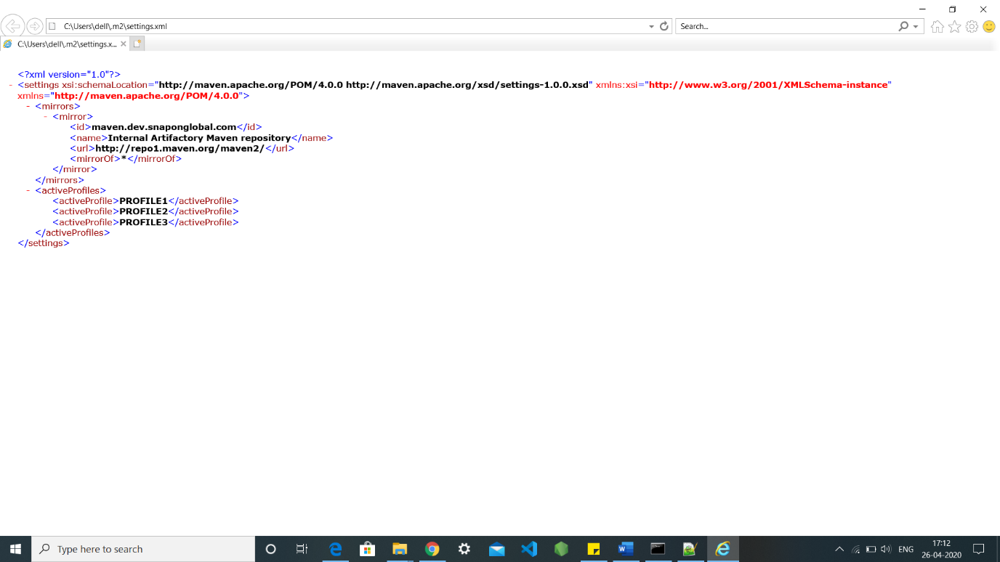 C:\Users\dell\.m2\settings.xml
Search...
C:\Users\dell\.m2\settings.x...
<?xml version="1.0"?>
- <settings xsi:schemaLocation="http://maven.apache.org/POM/4.0.0 http://maven.apache.org/xsd/settings-1.0.0.xsd" xmlns:xsi="http://www.w3.org/2001/XMLSchema-instance"
xmlns="http://maven.apache.org/POM/4.0.0">
- <mirrors>
- <mirror>
<id>maven.dev.snaponglobal.com</id>
<name>Internal Artifactory Maven repository</name>
<url>http://repo1.maven.org/maven2/</url>
<mirrorOf>*</mirrorOf>
</mirror>
</mirrors>
- <activeProfiles>
<activeProfile>PROFILE1</activeProfile>
<activeProfile>PROFILE2</activeProfile>
<activeProfile>PROFILE3</activeProfile>
</activeProfiles>
</settings>
Type here to search
ENG
17:12
26-04-2020